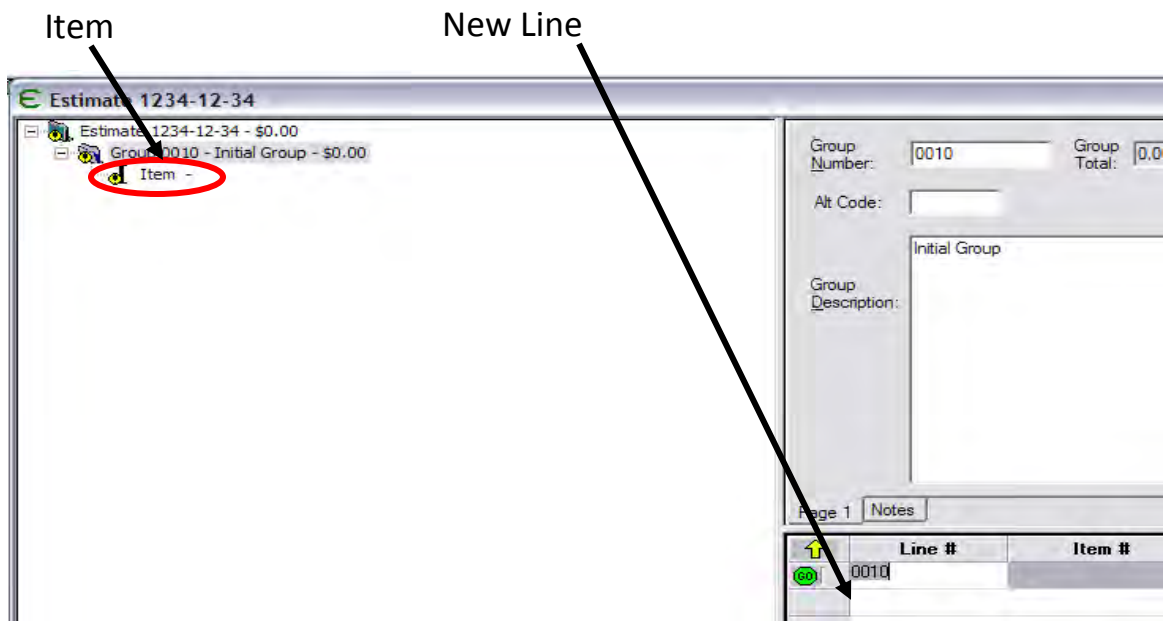 Item New Line
Estimate 1234-12-34
Estimate 1234-12-34 - $0.00
Group 0010 - Initial Group - $0.00
Item -
Group Number: 0010 Group Total: 0.0
Alt Code:
Group Description: Initial Group
Page 1 Notes
Line # Item #
GO 0010